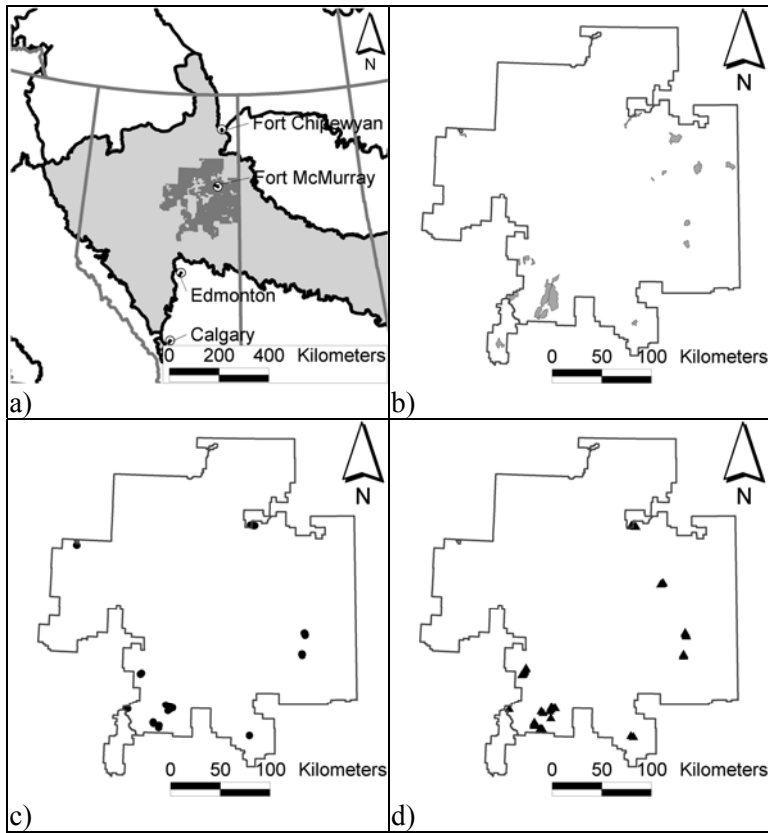 N
Fort Chipewyan
Fort McMurray
Edmonton
Calgary
0 200 400 Kilometers
a)
N
0 50 100 Kilometers
b)
N
0 50 100 Kilometers
c)
N
0 50 100 Kilometers
d)